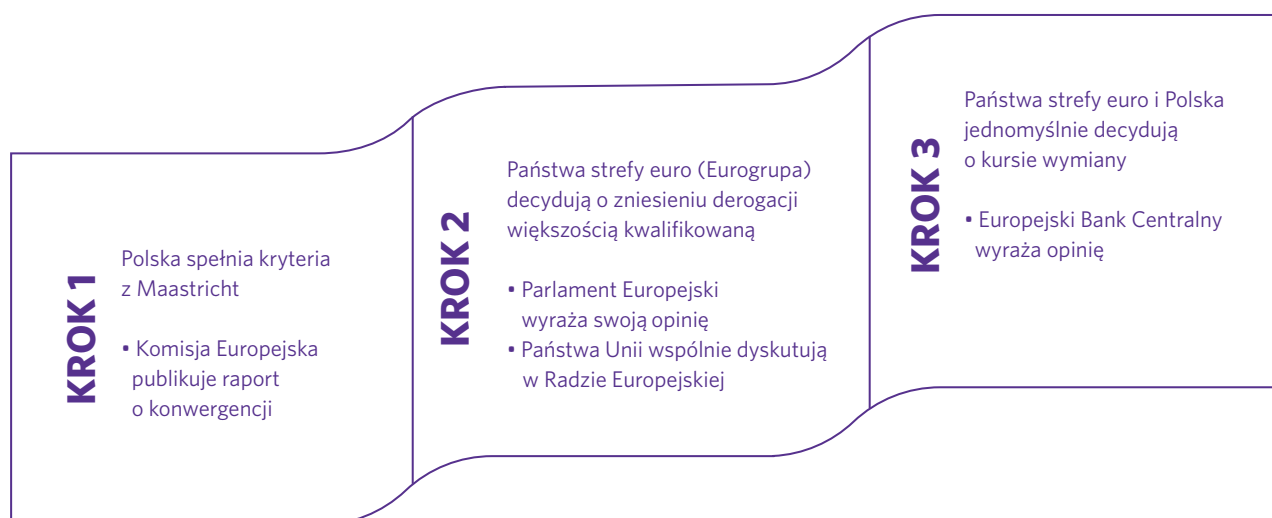 KROK 1
Polska spełnia kryteria
z Maastricht
• Komisja Europejska
publikuje raport
o konwergencji
KROK 2
Państwa strefy euro (Eurogrupa)
decydują o zniesieniu derogacji
większością kwalifikowaną
• Parlament Europejski
wyraża swoją opinię
• Państwa Unii wspólnie dyskutują
w Radzie Europejskiej
KROK 3
Państwa strefy euro i Polska
jednomyślnie decydują
o kursie wymiany
• Europejski Bank Centralny
wyraża opinię